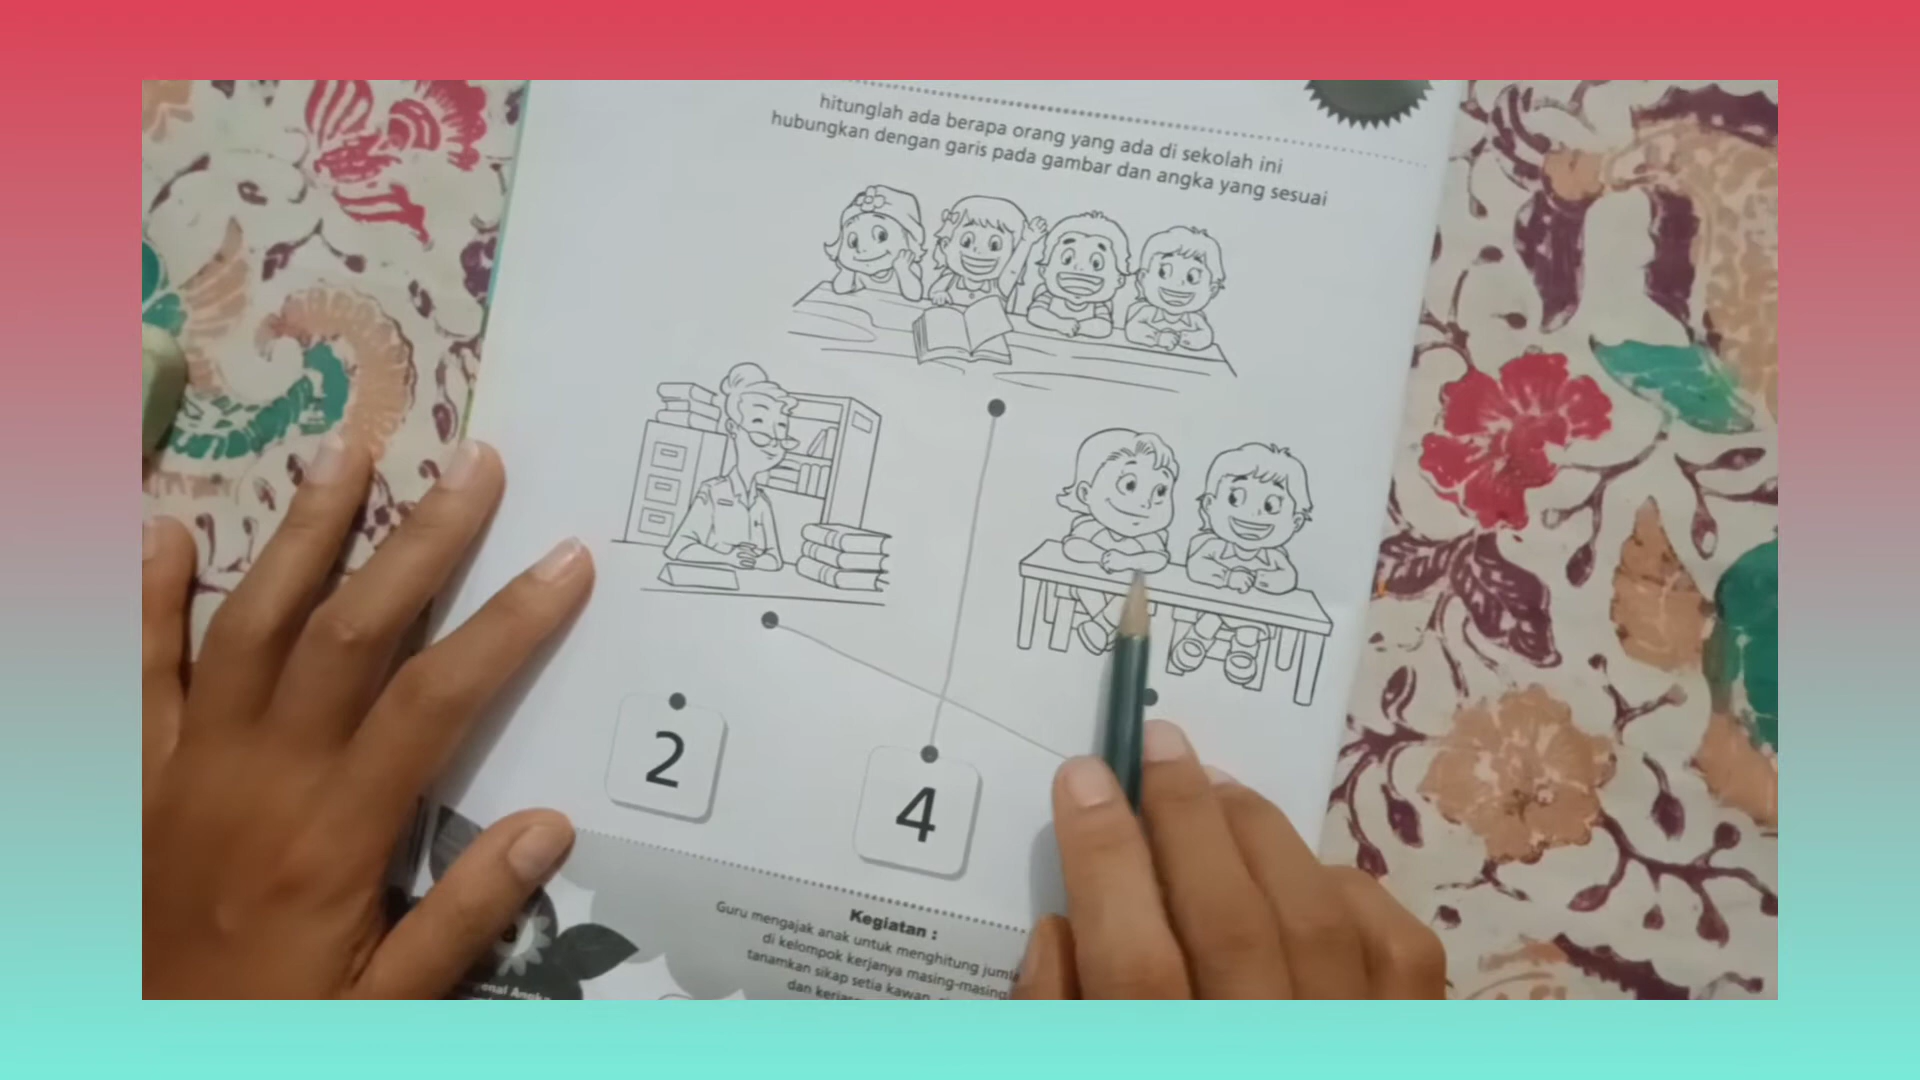 hitunglah ada berapa orang yang ada di sekolah ini
hubungkan dengan garis pada gambar dan angka yang sesuai
2
4
Kegiatan :
Guru mengajak anak untuk menghitung
di kelompok kerjanya masing-masing
tanamkan sikap setia kawan,
dan